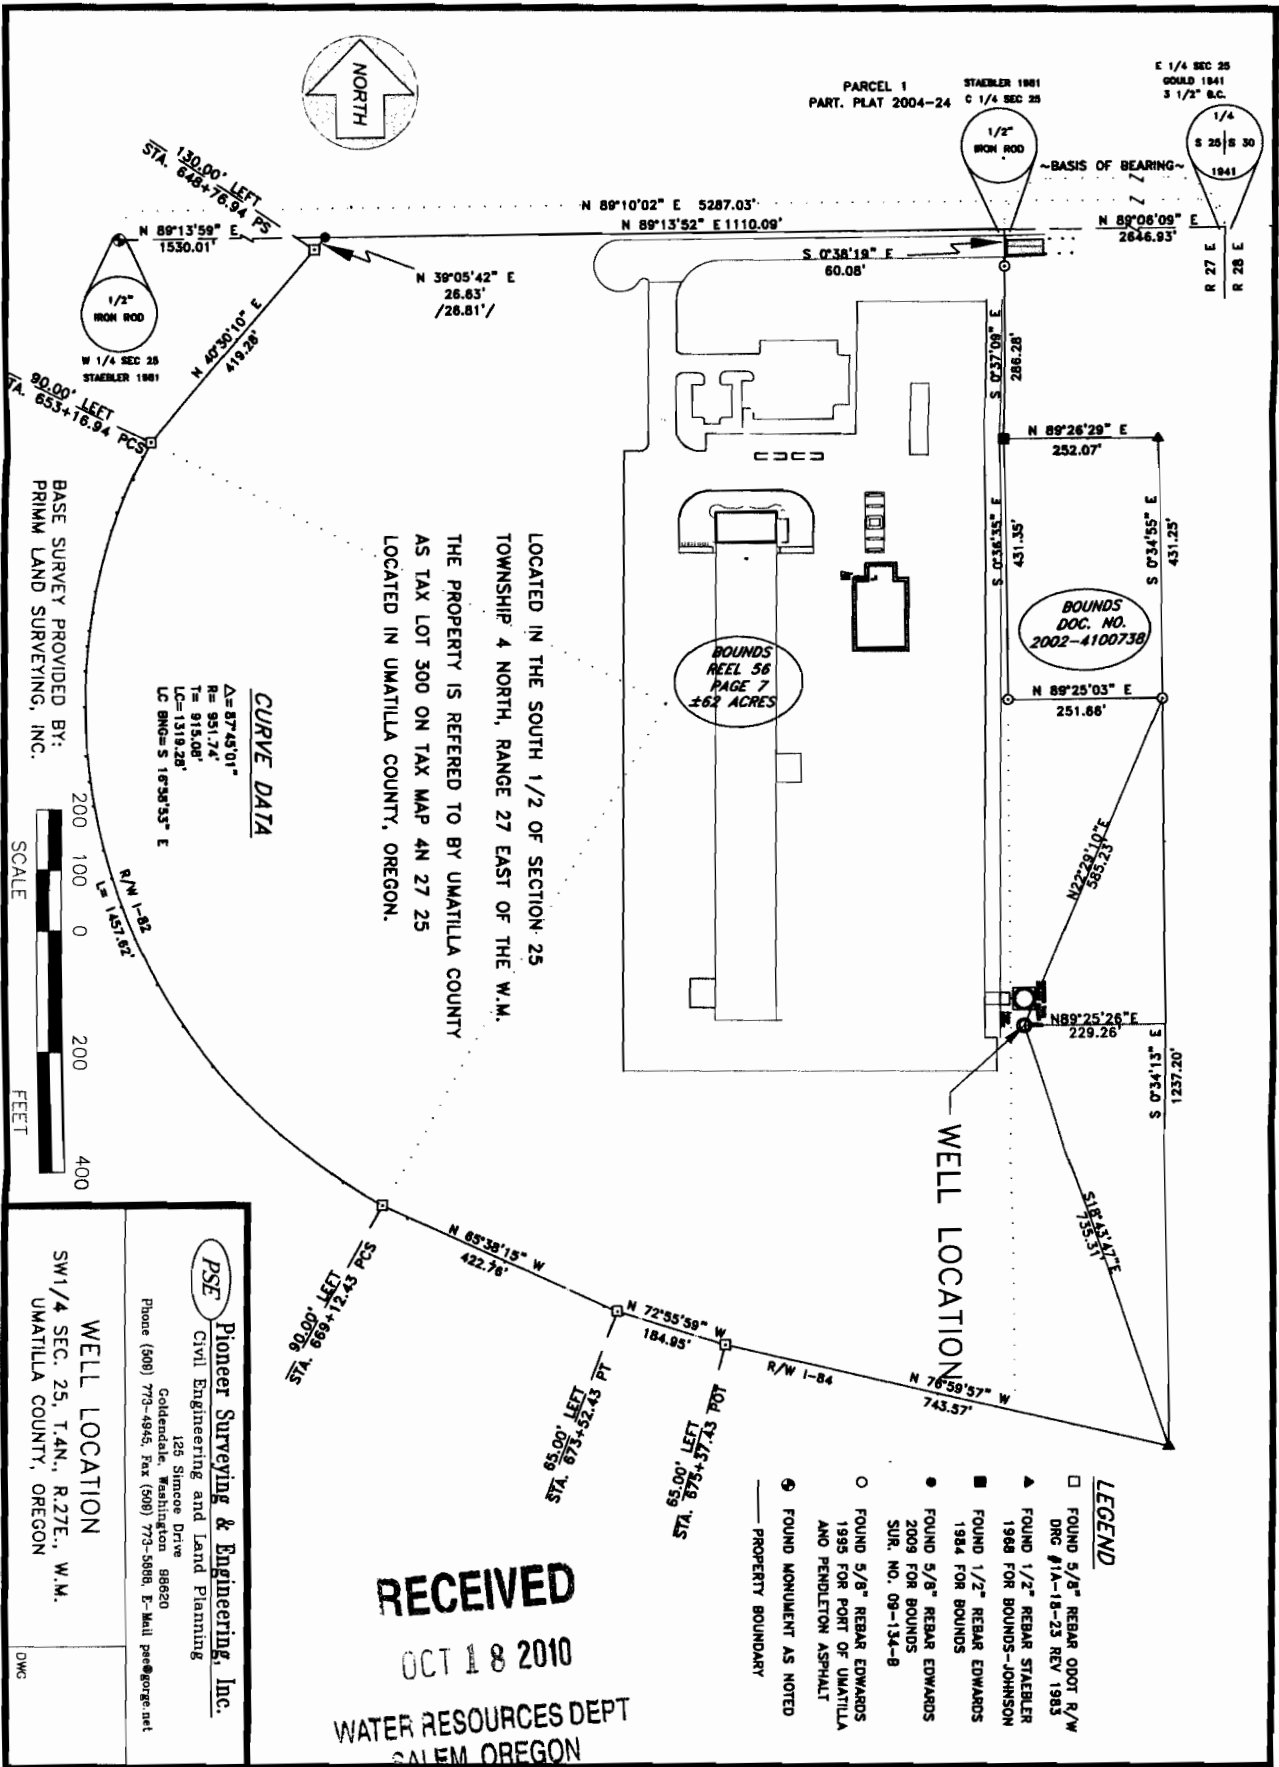 E 1/4 SEC 25
GOULD 1941
3 1/2" B.C.
1/4
S 25|S 30
1941
STAEBLER 1981
C 1/4 SEC 25
1/2"
IRON ROD
PARCEL 1
PART. PLAT 2004-24
~BASIS OF BEARING~
NORTH
N 89°10'02" E 5287.03'
N 89°13'52" E 1110.09'
N 89°06'09" E
2646.93'
R 27 E
R 28 E
N 89°13'59" E
1530.01'
S 0°38'19" E
60.08'
130.00' LEFT
STA. 648+76.94 PS
N 39°05'42" E
26.63'
/26.81'/
1/2"
IRON ROD
W 1/4 SEC 25
STAEBLER 1981
N 40°30'10" E
419.28'
90.00' LEFT
TA. 653+16.94 PCS
S 0°37'09" E
286.28'
N 89°26'29" E
252.07'
S 0°36'35" E
431.35'
S 0°34'55" E
431.25'
BOUNDS
DOC. NO.
2002-4100738
N 89°25'03" E
251.66'
BOUNDS
REEL 56
PAGE 7
±62 ACRES
N22°29'10"E
585.23'
N89°25'26"E
229.26'
S 0°34'13" E
1237.20'
S18°43'47"E
735.31'
WELL LOCATION
LOCATED IN THE SOUTH 1/2 OF SECTION 25
TOWNSHIP 4 NORTH, RANGE 27 EAST OF THE W.M.
THE PROPERTY IS REFERED TO BY UMATILLA COUNTY
AS TAX LOT 300 ON TAX MAP 4N 27 25
LOCATED IN UMATILLA COUNTY, OREGON.
CURVE DATA
Δ= 87°45'01"
R= 951.74'
T= 915.08'
LC= 1319.28'
LC BNG= S 16°58'53" E
BASE SURVEY PROVIDED BY:
PRIMM LAND SURVEYING, INC.
R/W I-82
L= 1457.62'
200 100 0 200 400
SCALE FEET
N 65°38'15" W
422.76'
90.00' LEFT
STA. 669+12.43 PCS
N 72°55'59" W
184.95'
65.00' LEFT
STA. 673+52.43 PT
R/W I-84
N 76°59'57" W
743.57'
65.00' LEFT
STA. 675+37.43 POT
LEGEND
□ FOUND 5/8" REBAR ODOT R/W
DRG #1A-18-23 REV 1983
▲ FOUND 1/2" REBAR STAEBLER
1968 FOR BOUNDS-JOHNSON
■ FOUND 1/2" REBAR EDWARDS
1984 FOR BOUNDS
● FOUND 5/8" REBAR EDWARDS
2009 FOR BOUNDS
SUR. NO. 09-134-B
○ FOUND 5/8" REBAR EDWARDS
1995 FOR PORT OF UMATILLA
AND PENDLETON ASPHALT
FOUND MONUMENT AS NOTED
PROPERTY BOUNDARY
RECEIVED
OCT 18 2010
WATER RESOURCES DEPT
SALEM, OREGON
PSE
Pioneer Surveying & Engineering, Inc.
Civil Engineering and Land Planning
125 Simcoe Drive
Goldendale, Washington 98620
Phone (509) 773-4945, Fax (509) 773-5888, E-Mail pse@gorge.net
WELL LOCATION
SW1/4 SEC. 25, T.4N., R.27E., W.M.
UMATILLA COUNTY, OREGON
DWG